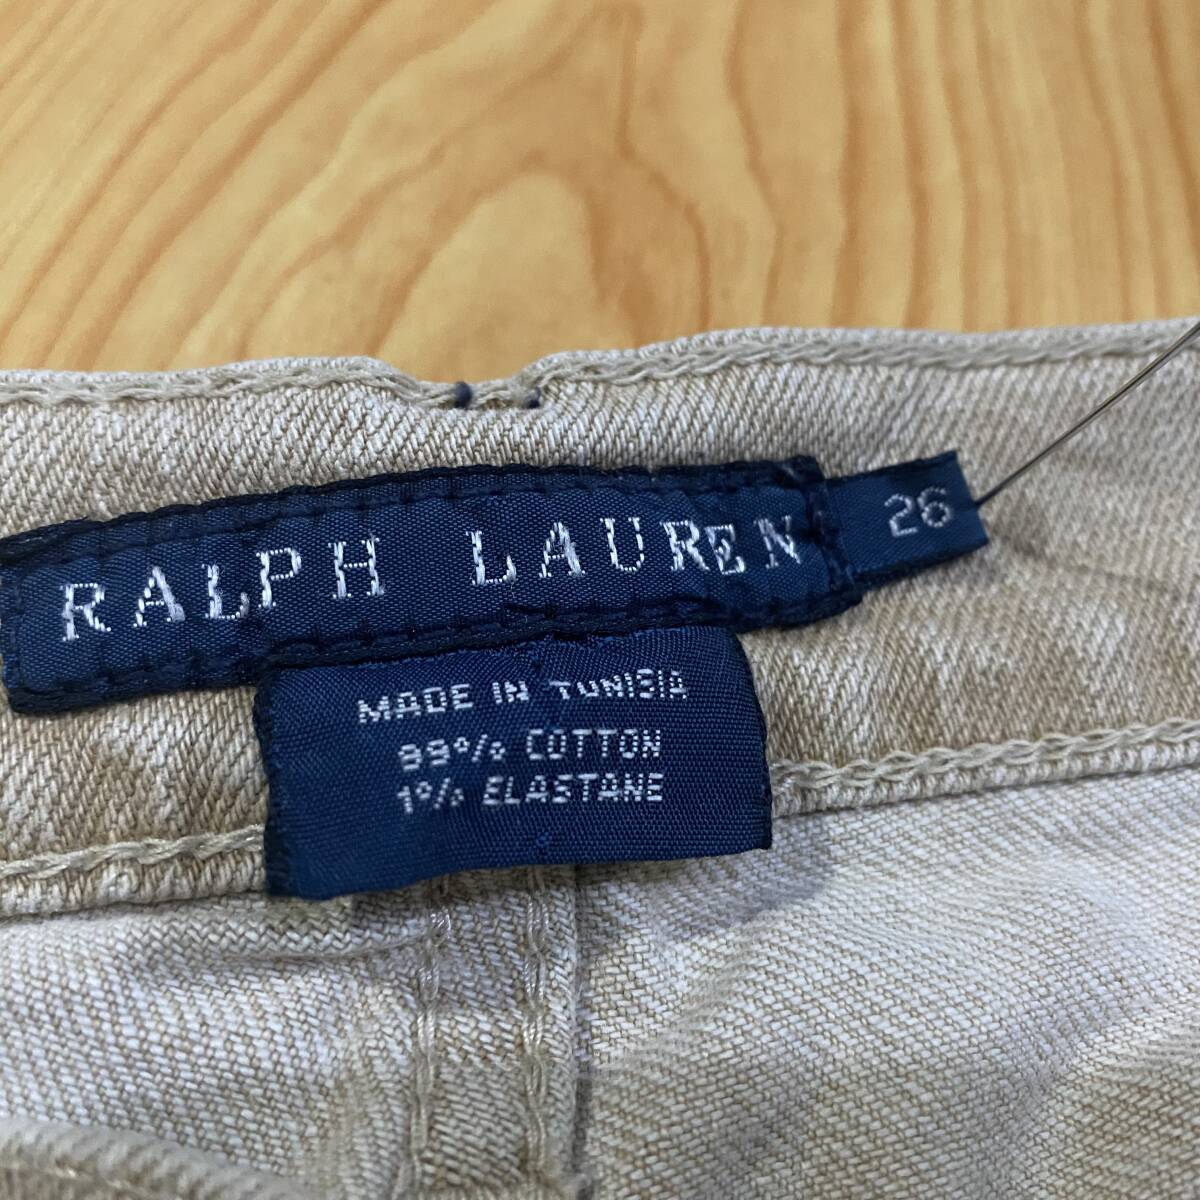 RALPH LAUREN 26
MADE IN TUNISIA
99% COTTON
1% ELASTANE